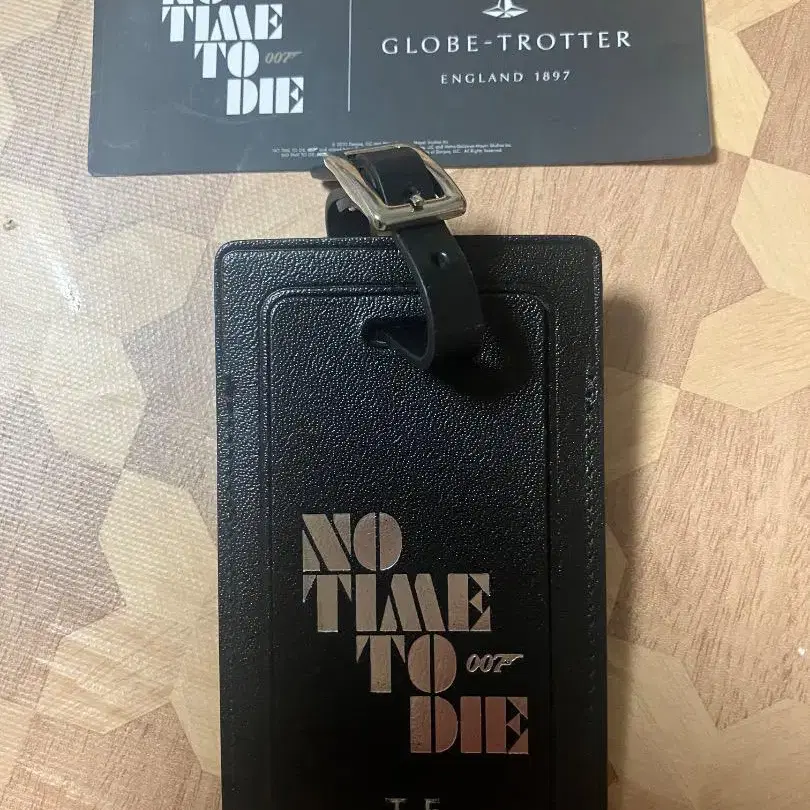 NO
TIME
TO 007
DIE
GLOBE-TROTTER
ENGLAND 1897
NO
TIME
TO 007
DIE